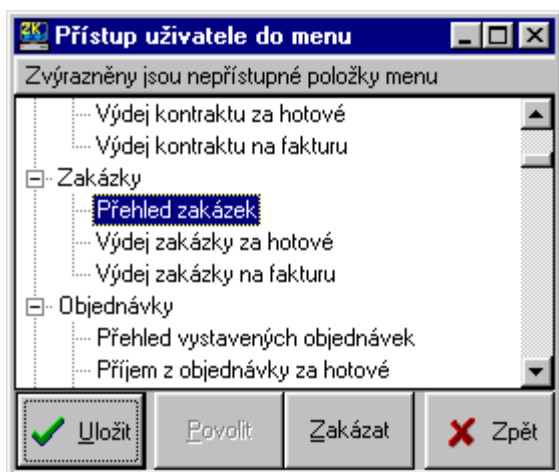 ZK
Přístup uživatele do menu
Zvýrazněny jsou nepřístupné položky menu
Výdej kontraktu za hotové
Výdej kontraktu na fakturu
Zakázky
Přehled zakázek
Výdej zakázky za hotové
Výdej zakázky na fakturu
Objednávky
Přehled vystavených objednávek
Příjem z objednávky za hotové
Uložit
Povolit
Zakázat
Zpět